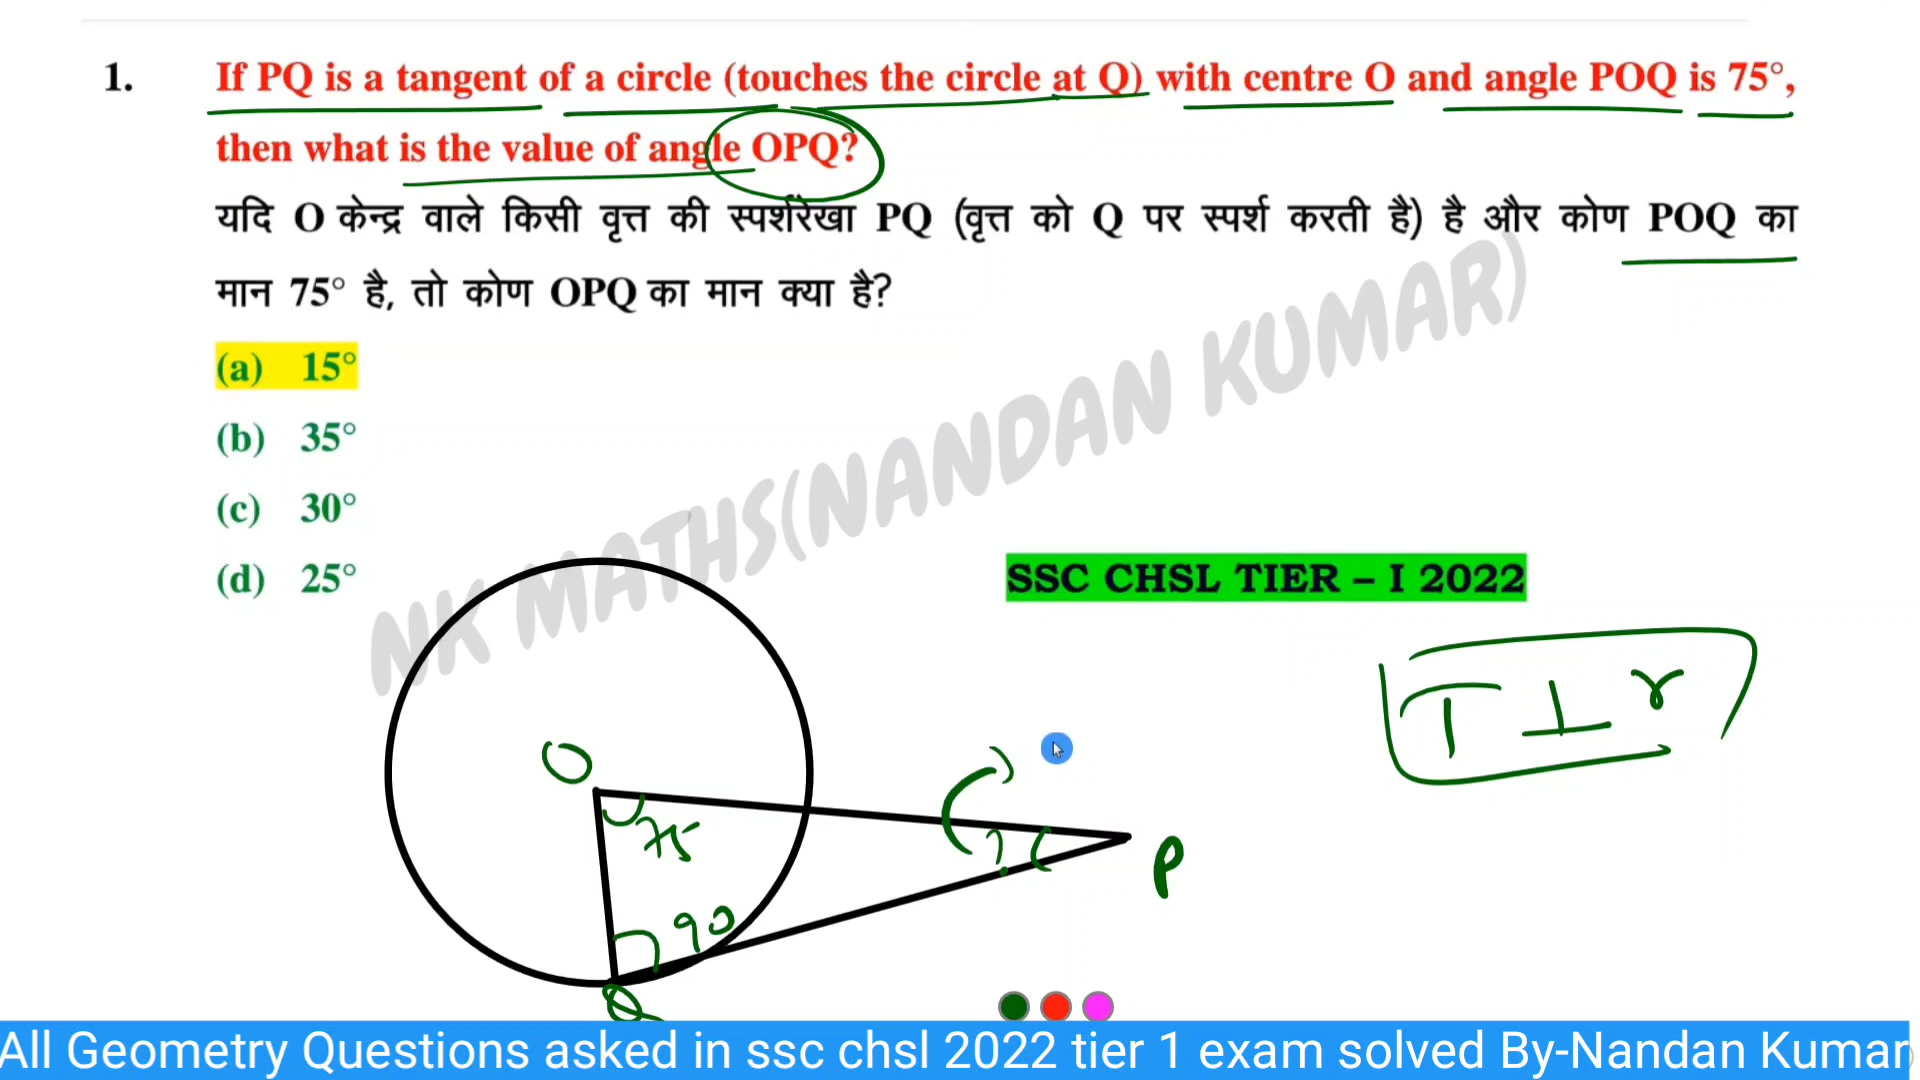 1. If PQ is a tangent of a circle (touches the circle at Q) with centre O and angle POQ is 75°,
then what is the value of angle OPQ?
यदि O केन्द्र वाले किसी वृत्त की स्पर्शरेखा PQ (वृत्त को Q पर स्पर्श करती है) है और कोण POQ का
मान 75° है, तो कोण OPQ का मान क्या है?
(a) 15°
(b) 35°
(c) 30°
(d) 25°
NK MATHS(NANDAN KUMAR)
SSC CHSL TIER – I 2022
T ⊥ r
O
75
?
P
90
Q
All Geometry Questions asked in ssc chsl 2022 tier 1 exam solved By-Nandan Kumar